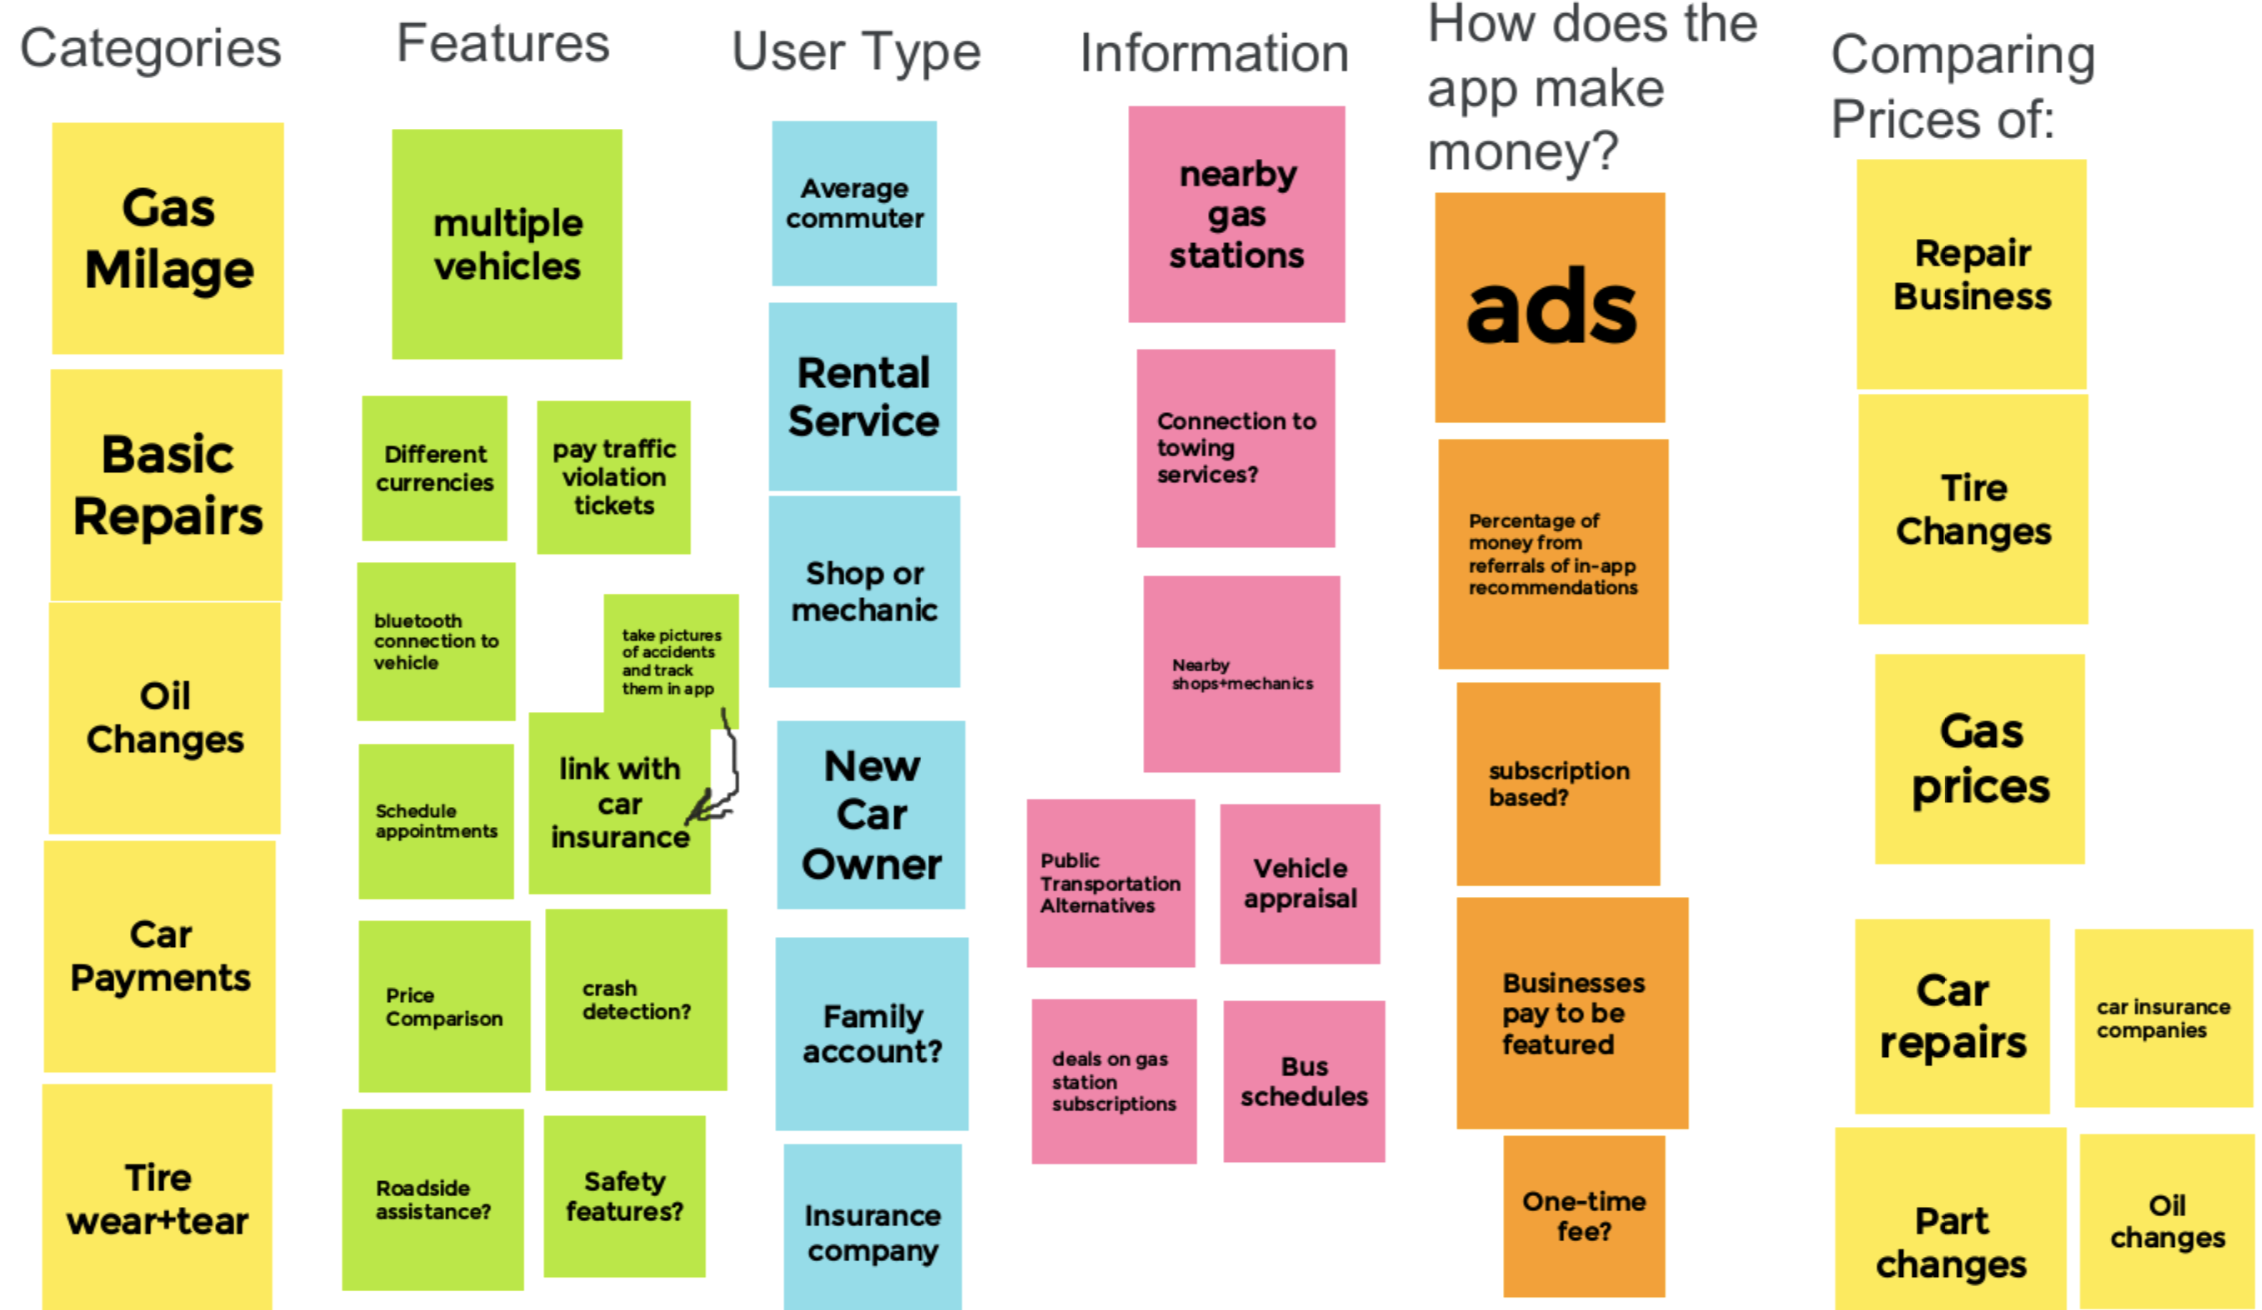 Categories
Gas
Milage
Basic
Repairs
Oil
Changes
Car
Payments
Tire
wear+tear
Features
multiple
vehicles
Different
currencies
pay traffic
violation
tickets
bluetooth
connection to
vehicle
take pictures
of accidents
and track
them in app
Schedule
appointments
link with
car
insurance
Price
Comparison
crash
detection?
Roadside
assistance?
Safety
features?
User Type
Average
commuter
Rental
Service
Shop or
mechanic
New
Car
Owner
Family
account?
Insurance
company
Information
nearby
gas
stations
Connection to
towing
services?
Nearby
shops+mechanics
Public
Transportation
Alternatives
Vehicle
appraisal
deals on gas
station
subscriptions
Bus
schedules
How does the
app make
money?
ads
Percentage of
money from
referrals of in-app
recommendations
subscription
based?
Businesses
pay to be
featured
One-time
fee?
Comparing
Prices of:
Repair
Business
Tire
Changes
Gas
prices
Car
repairs
car insurance
companies
Part
changes
Oil
changes